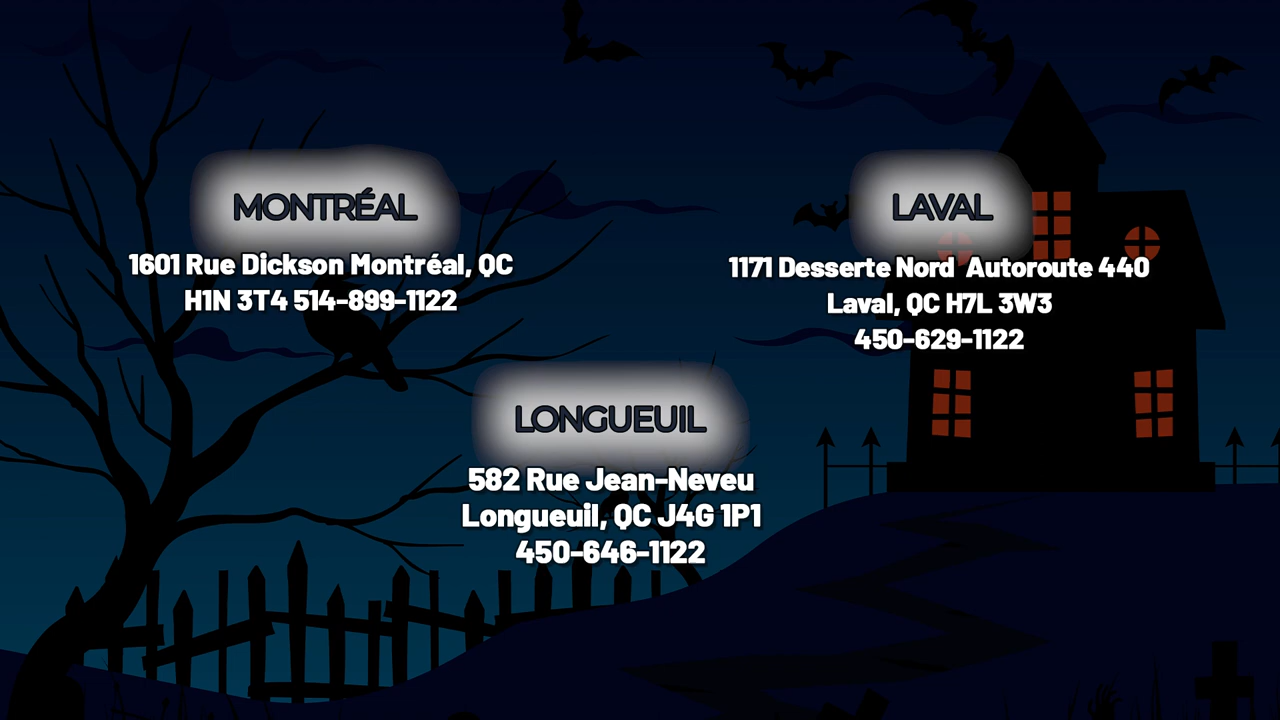 MONTRÉAL
1601 Rue Dickson Montréal, QC
H1N 3T4 514-899-1122
LAVAL
1171 Desserte Nord  Autoroute 440
Laval, QC H7L 3W3
450-629-1122
LONGUEUIL
582 Rue Jean-Neveu
Longueuil, QC J4G 1P1
450-646-1122